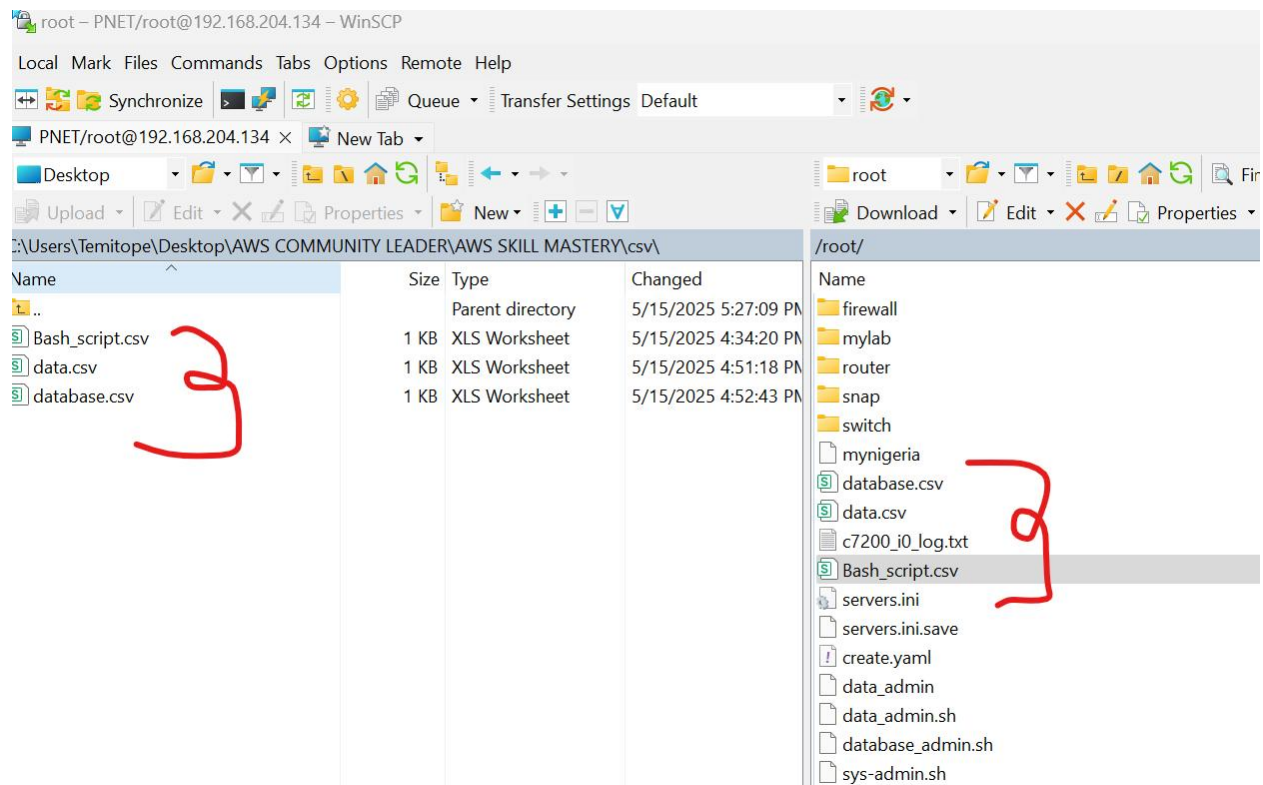 root – PNET/root@192.168.204.134 – WinSCP
Local Mark Files Commands Tabs Options Remote Help
Synchronize Queue Transfer Settings Default
PNET/root@192.168.204.134 × New Tab
Desktop root
Upload Edit Properties New Download Edit Properties
C:\Users\Temitope\Desktop\AWS COMMUNITY LEADER\AWS SKILL MASTERY\csv\ /root/
Name Size Type Changed Name
.. Parent directory 5/15/2025 5:27:09 firewall
Bash_script.csv 1 KB XLS Worksheet 5/15/2025 4:34:20 mylab
data.csv 1 KB XLS Worksheet 5/15/2025 4:51:18 router
database.csv 1 KB XLS Worksheet 5/15/2025 4:52:43 snap
switch
mynigeria
database.csv
data.csv
c7200_i0_log.txt
Bash_script.csv
servers.ini
servers.ini.save
create.yaml
data_admin
data_admin.sh
database_admin.sh
sys-admin.sh